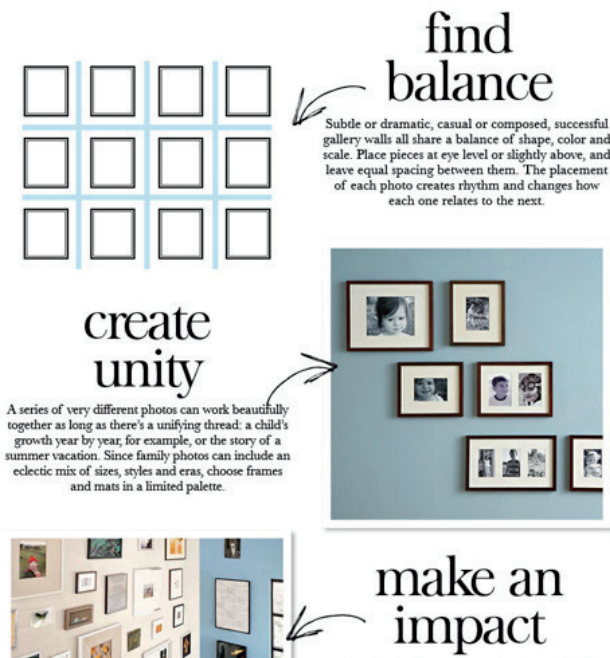 find
balance
Subtle or dramatic, casual or composed, successful
gallery walls all share a balance of shape, color and
scale. Place pieces at eye level or slightly above, and
leave equal spacing between them. The placement
of each photo creates rhythm and changes how
each one relates to the next.
create
unity
A series of very different photos can work beautifully
together as long as there's a unifying thread: a child's
growth year by year, for example, or the story of a
summer vacation. Since family photos can include an
eclectic mix of sizes, styles and eras, choose frames
and mats in a limited palette.
make an
impact